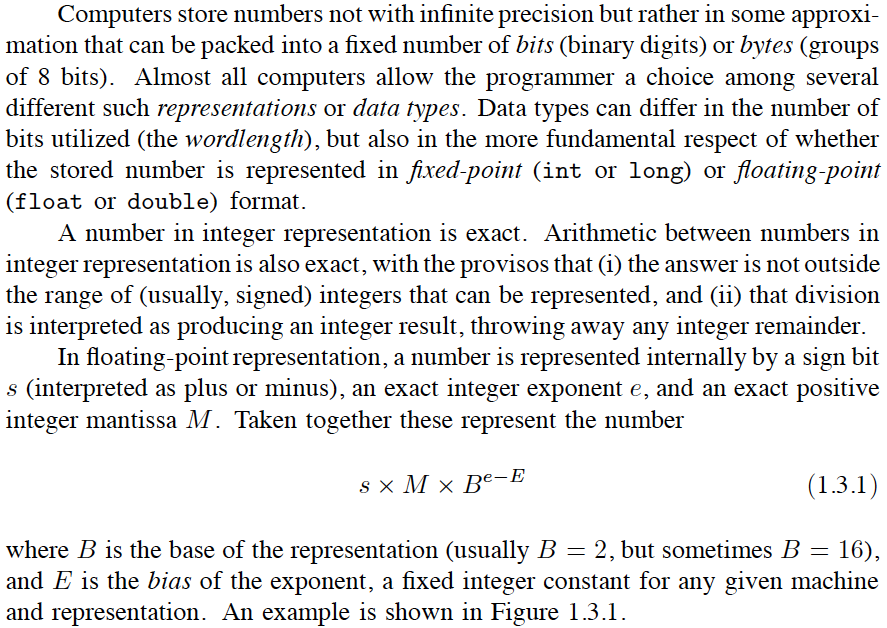 Computers store numbers not with infinite precision but rather in some approxi-
mation that can be packed into a fixed number of bits (binary digits) or bytes (groups
of 8 bits). Almost all computers allow the programmer a choice among several
different such representations or data types. Data types can differ in the number of
bits utilized (the wordlength), but also in the more fundamental respect of whether
the stored number is represented in fixed-point (int or long) or floating-point
(float or double) format.
A number in integer representation is exact. Arithmetic between numbers in
integer representation is also exact, with the provisos that (i) the answer is not outside
the range of (usually, signed) integers that can be represented, and (ii) that division
is interpreted as producing an integer result, throwing away any integer remainder.
In floating-point representation, a number is represented internally by a sign bit
s (interpreted as plus or minus), an exact integer exponent e, and an exact positive
integer mantissa M. Taken together these represent the number
s × M × B^{e−E} (1.3.1)
where B is the base of the representation (usually B = 2, but sometimes B = 16),
and E is the bias of the exponent, a fixed integer constant for any given machine
and representation. An example is shown in Figure 1.3.1.